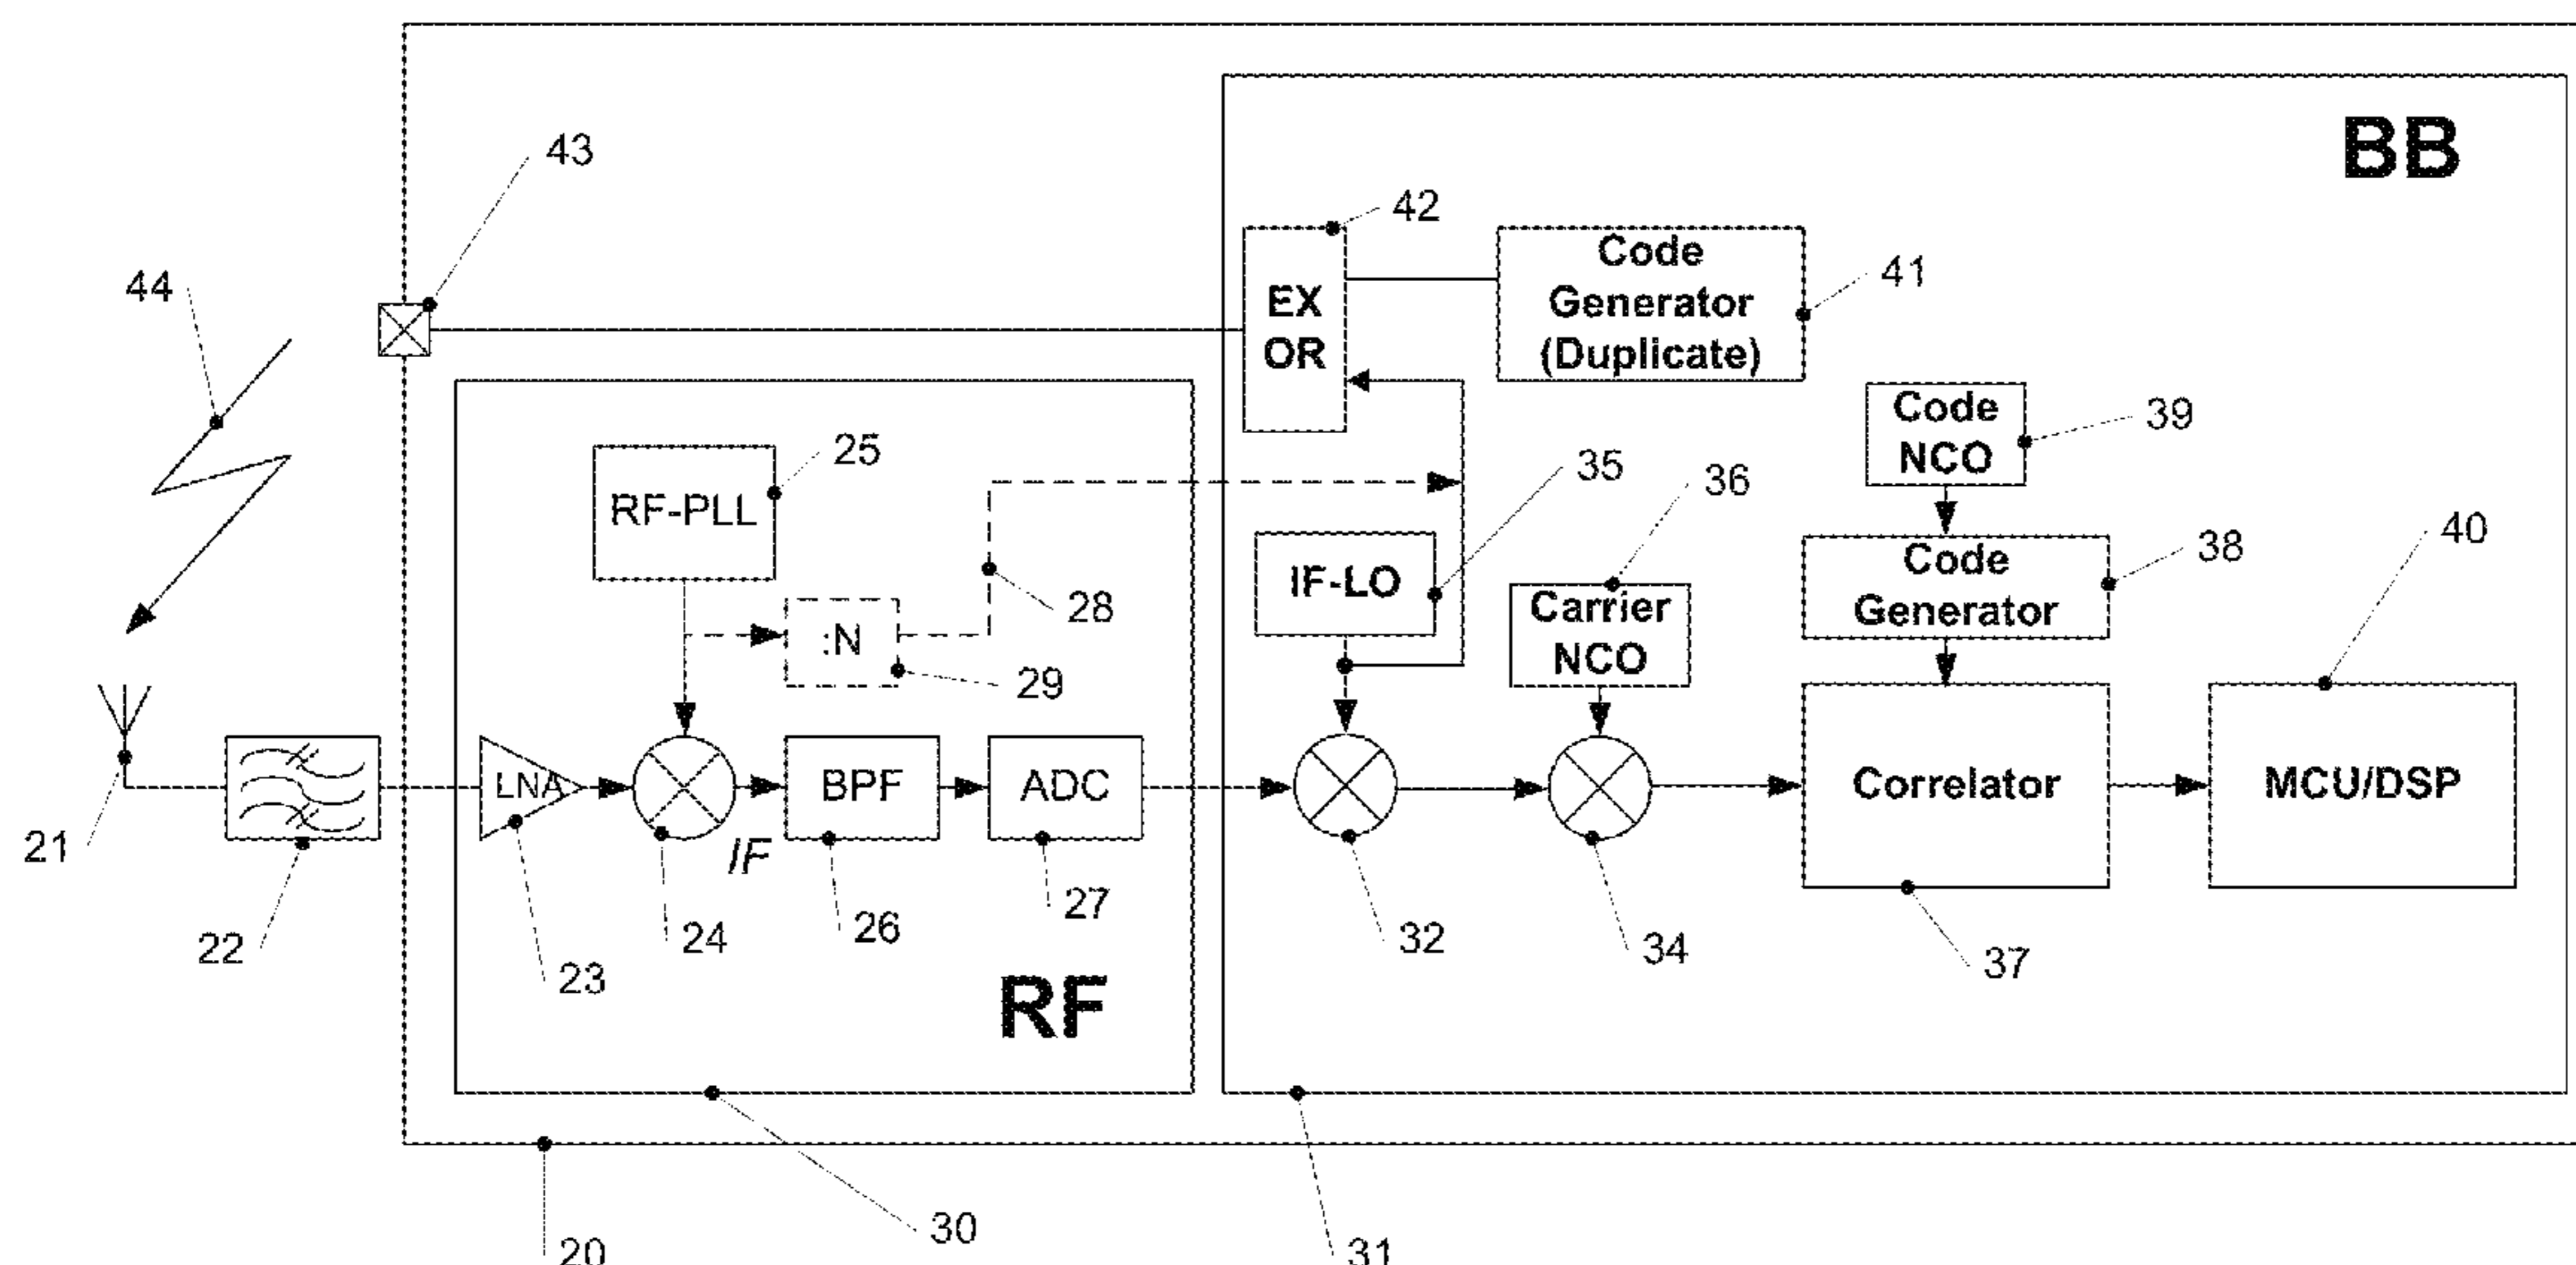 BB
43
42
Code
Generator
(Duplicate)
41
44
EX
OR
Code
NCO
39
25
RF-PLL
35
36
40
IF-LO
Code
Generator
38
28
Carrier
NCO
:N
29
LNA
BPF
ADC
Correlator
MCU/DSP
21
IF
22
23
24
26
27
32
34
37
RF
30
20
31